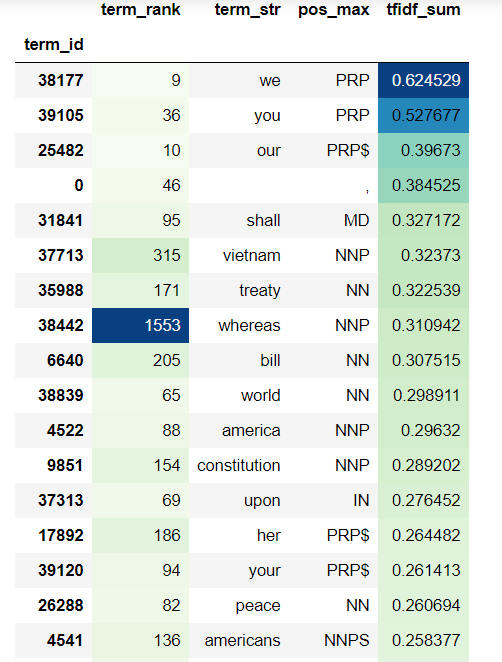 term_rank term_str pos_max tfidf_sum
term_id
38177 9 we PRP 0.624529
39105 36 you PRP 0.527677
25482 10 our PRP$ 0.39673
0 46 , 0.384525
31841 95 shall MD 0.327172
37713 315 vietnam NNP 0.32373
35988 171 treaty NN 0.322539
38442 1553 whereas NNP 0.310942
6640 205 bill NN 0.307515
38839 65 world NN 0.298911
4522 88 america NNP 0.29632
9851 154 constitution NNP 0.289202
37313 69 upon IN 0.276452
17892 186 her PRP$ 0.264482
39120 94 your PRP$ 0.261413
26288 82 peace NN 0.260694
4541 136 americans NNPS 0.258377